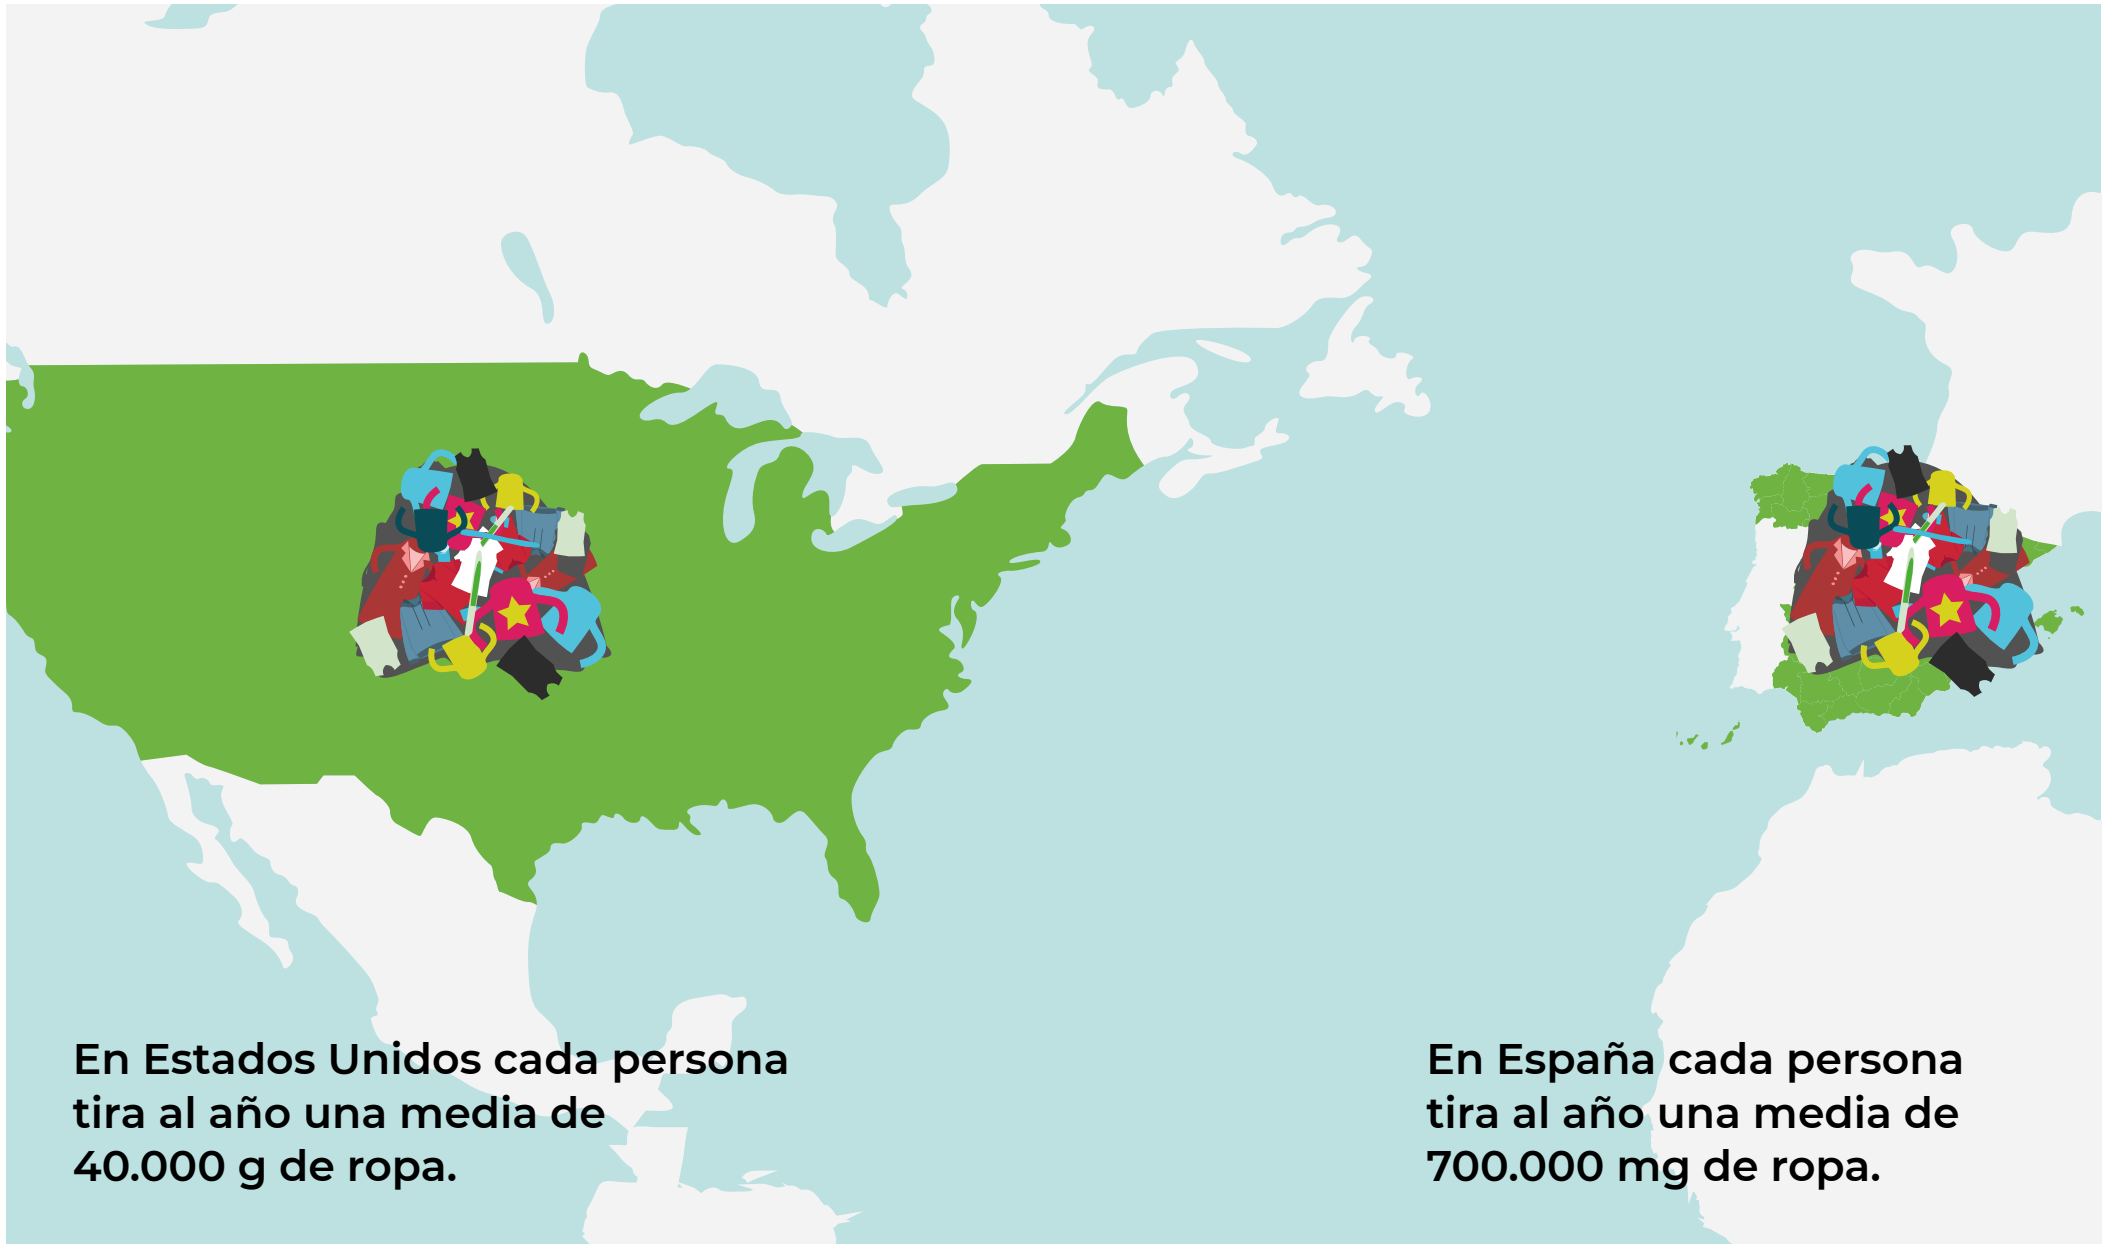 En Estados Unidos cada persona
tira al año una media de
40.000 g de ropa.
En España cada persona
tira al año una media de
700.000 mg de ropa.